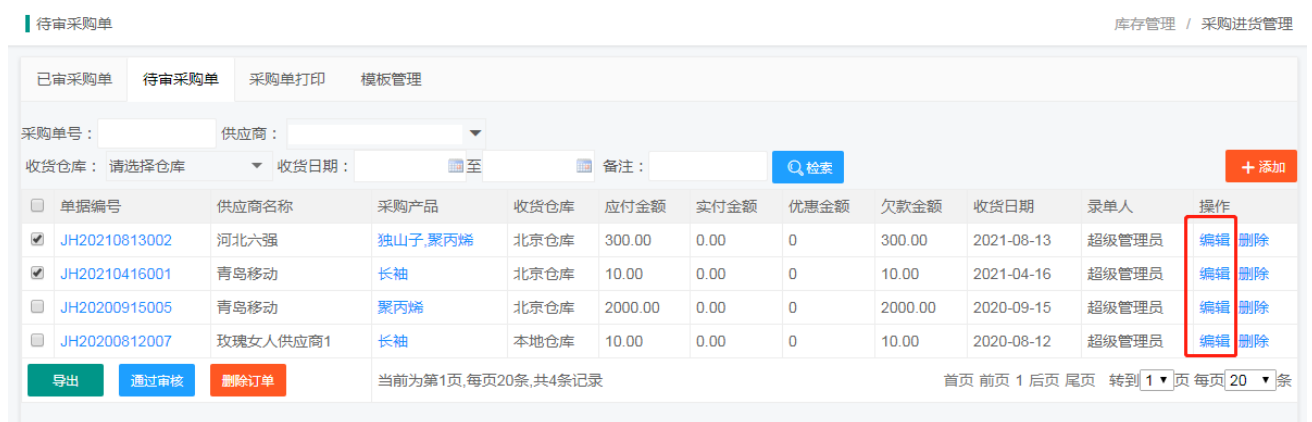 待审采购单 库存管理 / 采购进货管理
已审采购单 待审采购单 采购单打印 模板管理
采购单号： 供应商：
收货仓库： 请选择仓库 收货日期： 至 备注： 检索 添加
单据编号 供应商名称 采购产品 收货仓库 应付金额 实付金额 优惠金额 欠款金额 收货日期 录单人 操作
JH20210813002 河北六强 独山子,聚丙烯 北京仓库 300.00 0.00 0 300.00 2021-08-13 超级管理员 编辑 删除
JH20210416001 青岛移动 长袖 北京仓库 10.00 0.00 0 10.00 2021-04-16 超级管理员 编辑 删除
JH20200915005 青岛移动 聚丙烯 北京仓库 2000.00 0.00 0 2000.00 2020-09-15 超级管理员 编辑 删除
JH20200812007 玫瑰女人供应商1 长袖 本地仓库 10.00 0.00 0 10.00 2020-08-12 超级管理员 编辑 删除
导出 通过审核 删除订单 当前为第1页,每页20条,共4条记录 首页 前页 1 后页 尾页 转到 1 页 每页 20 条